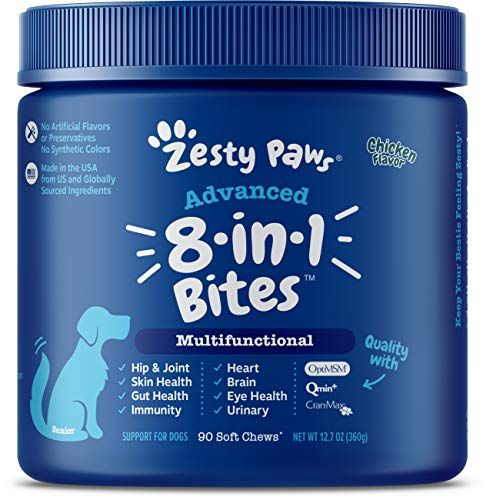 No Artificial Flavors
or Preservatives
No Synthetic Colors
Made in the USA
from US and Globally
Sourced Ingredients
Zesty Paws®
Chicken
Flavor
Advanced
8·in·1
Bites™
Multifunctional
✓ Hip & Joint
✓ Skin Health
✓ Gut Health
✓ Immunity
✓ Heart
✓ Brain
✓ Eye Health
✓ Urinary
Quality
with
OptiMSM
Qmin+
CranMax
Senior
SUPPORT FOR DOGS 90 Soft Chews* NET WT 12.7 OZ (360g)
Keep Your Bestie Feeling Zesty!